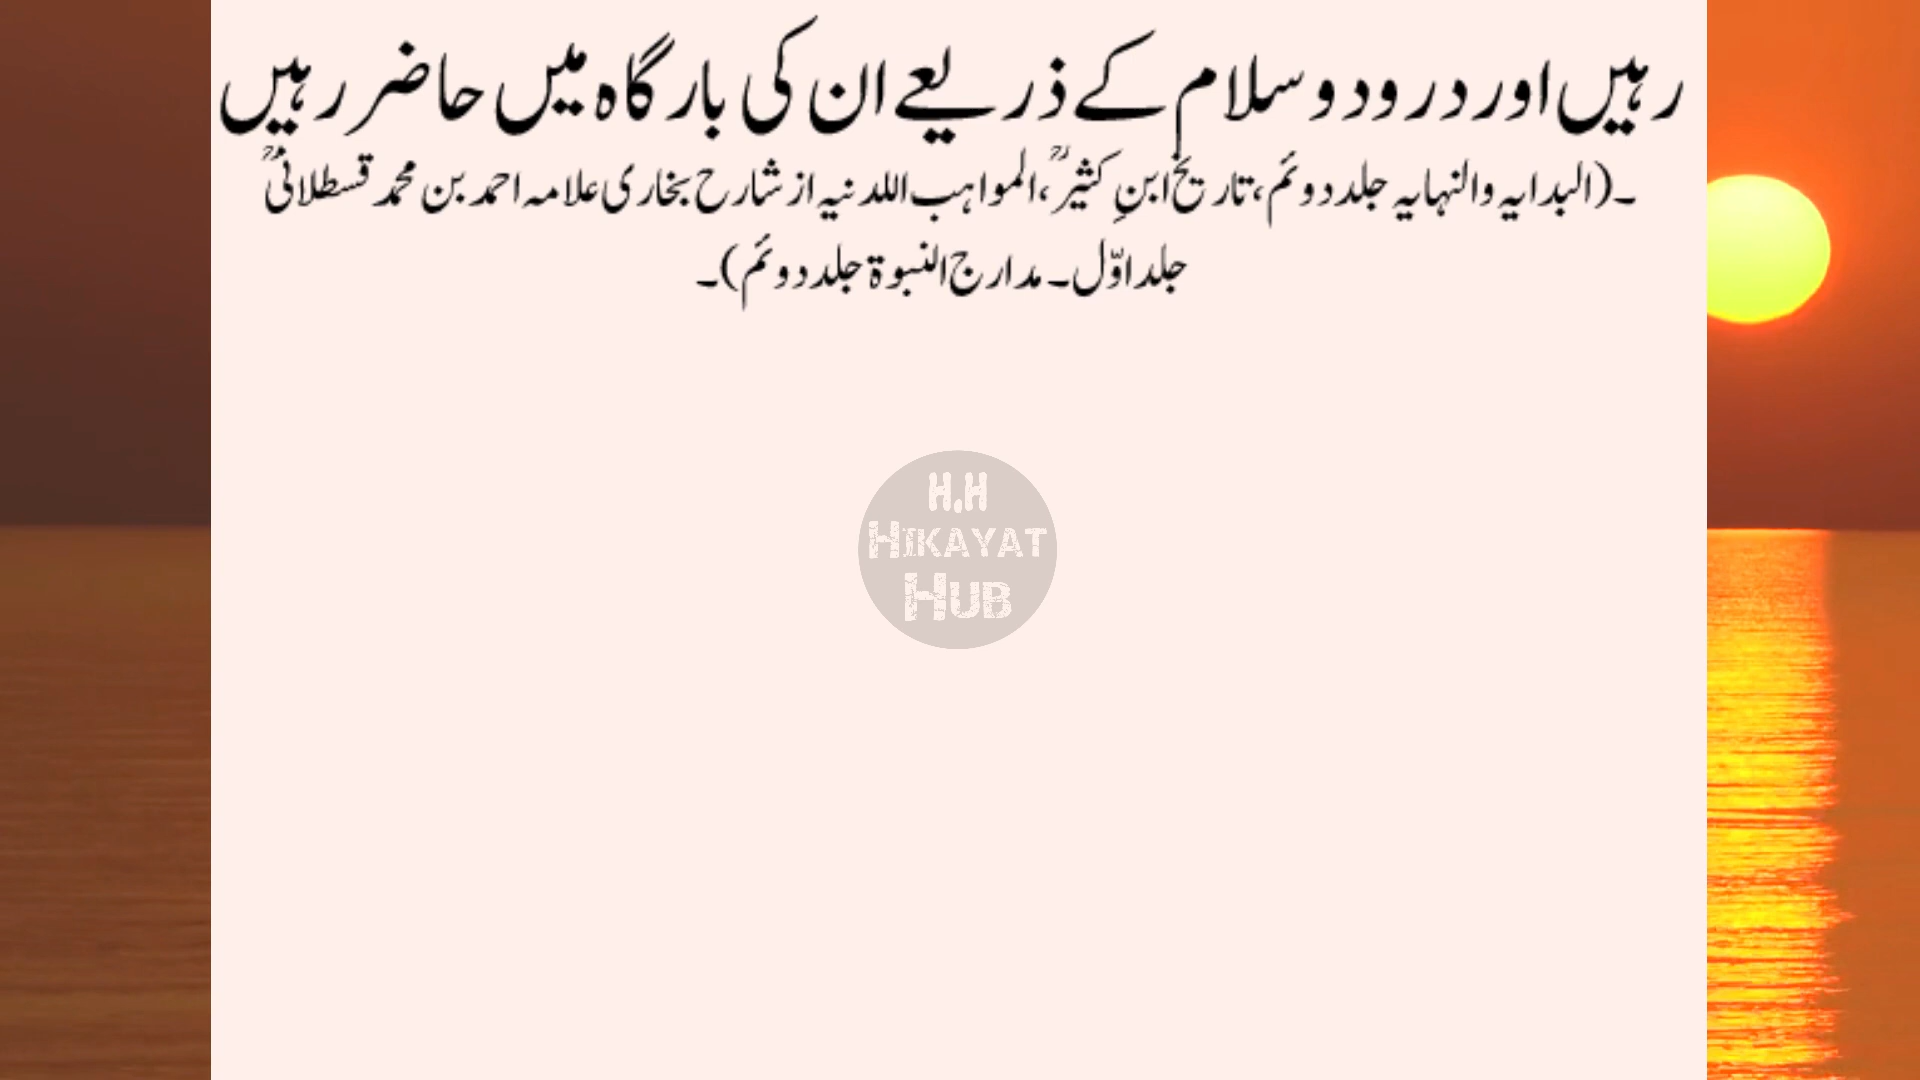 رہیں اور درود و سلام کے ذریعے ان کی بارگاہ میں حاضر رہیں
۔(البدایہ والنہایہ جلد دوئم، تاریخ ابنِ کثیرؒ، المواہب اللدنیہ از شارح بخاری علامہ احمد بن محمد قسطلانیؒ
جلد اوّل۔ مدارج النبوۃ جلد دوئم)۔
H.H
HIKAYAT
HUB